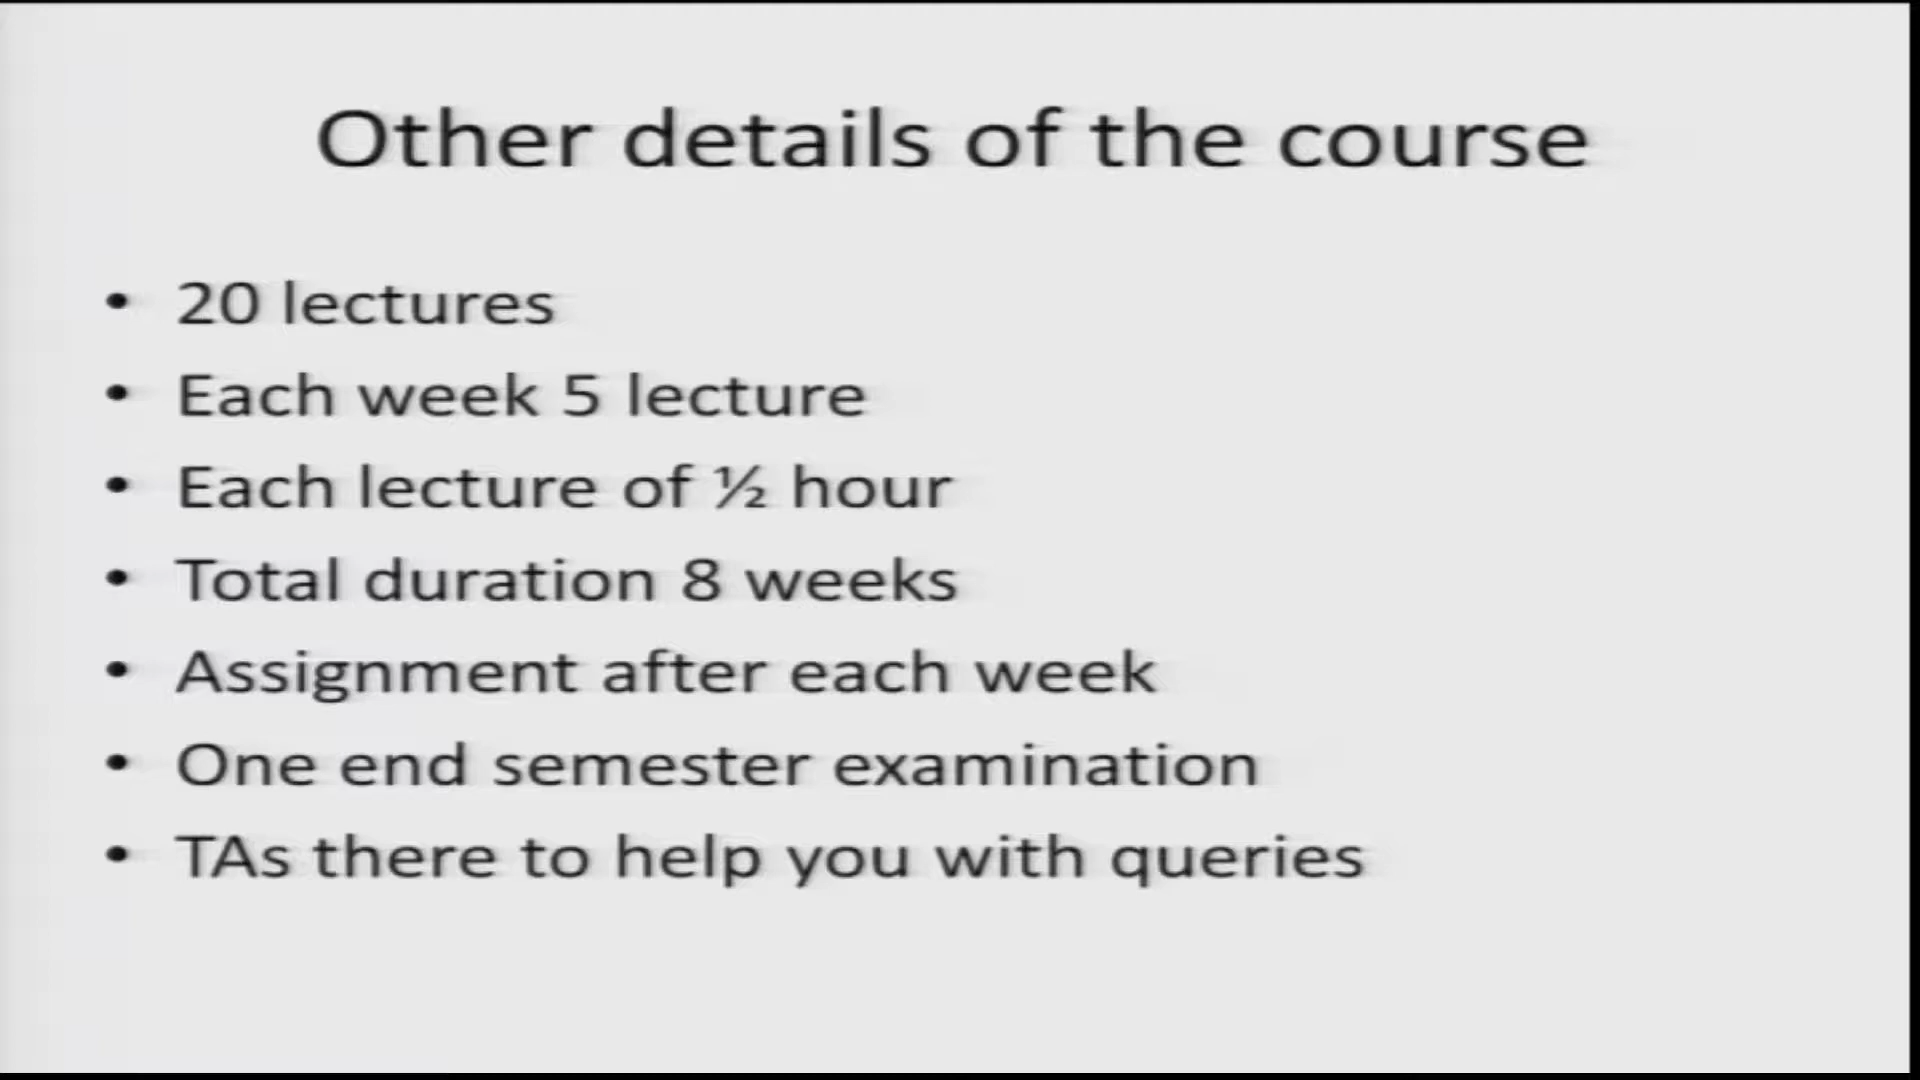 Other details of the course
• 20 lectures
• Each week 5 lecture
• Each lecture of ½ hour
• Total duration 8 weeks
• Assignment after each week
• One end semester examination
• TAs there to help you with queries